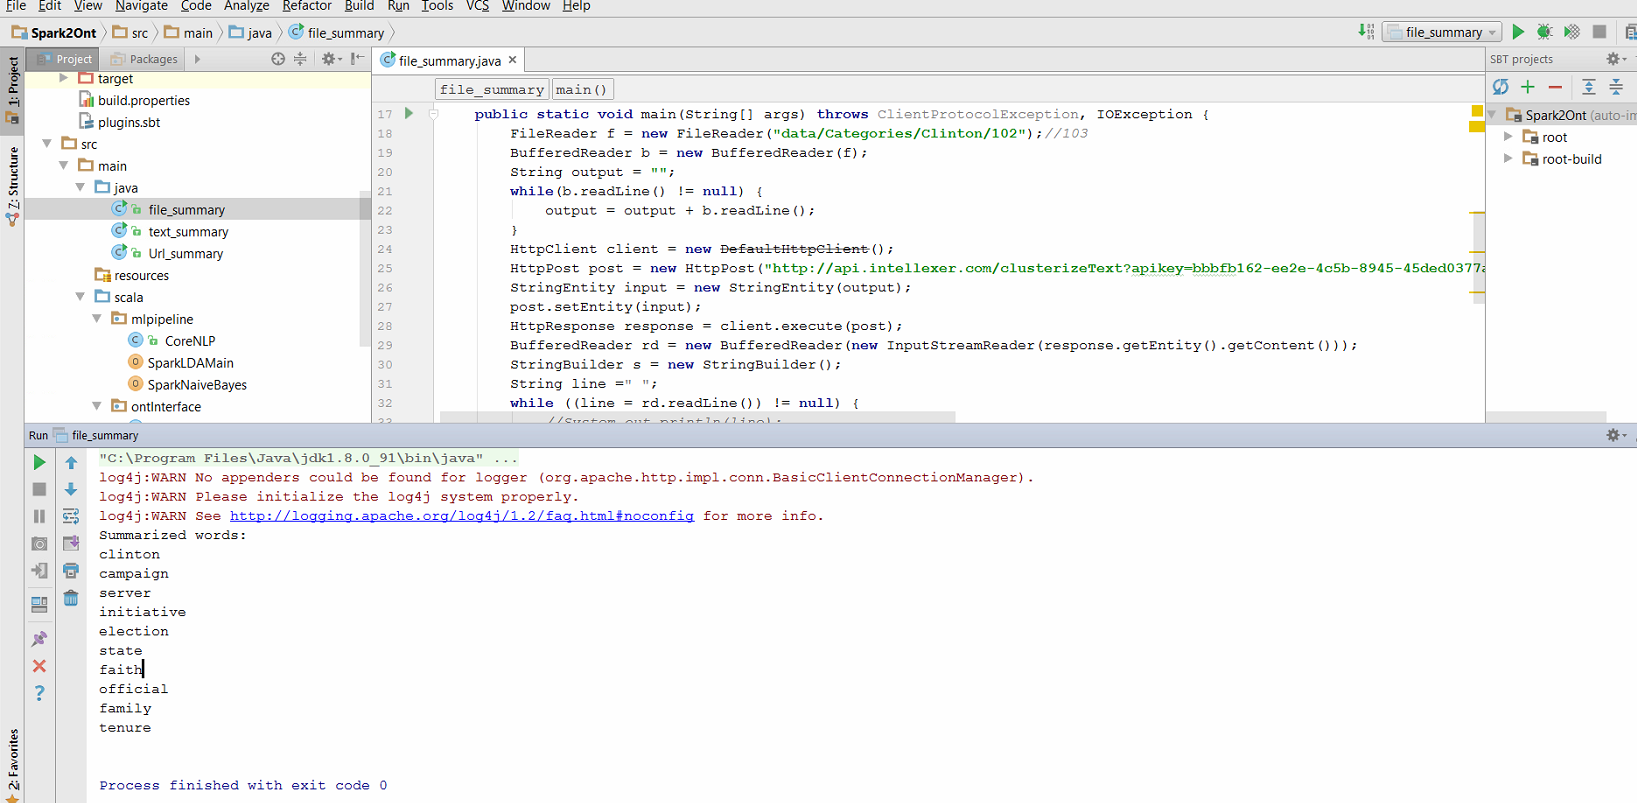 File Edit View Navigate Code Analyze Refactor Build Run Tools VCS Window Help
Spark2Ont src main java file_summary file_summary
1: Project
7: Structure
2: Favorites
Project Packages
target
build.properties
plugins.sbt
src
main
java
file_summary
text_summary
Url_summary
resources
scala
mlpipeline
CoreNLP
SparkLDAMain
SparkNaiveBayes
ontInterface
file_summary.java
file_summary main()
17 public static void main(String[] args) throws ClientProtocolException, IOException {
18 FileReader f = new FileReader("data/Categories/Clinton/102");//103
19 BufferedReader b = new BufferedReader(f);
20 String output = "";
21 while(b.readLine() != null) {
22 output = output + b.readLine();
23 }
24 HttpClient client = new DefaultHttpClient();
25 HttpPost post = new HttpPost("http://api.intellexer.com/clusterizeText?apikey=bbbfb162-ee2e-4c5b-8945-45ded0377a
26 StringEntity input = new StringEntity(output);
27 post.setEntity(input);
28 HttpResponse response = client.execute(post);
29 BufferedReader rd = new BufferedReader(new InputStreamReader(response.getEntity().getContent()));
30 StringBuilder s = new StringBuilder();
31 String line =" ";
32 while ((line = rd.readLine()) != null) {
33 //System.out.println(line);
SBT projects
Spark2Ont (auto-im
root
root-build
Run file_summary
"C:\Program Files\Java\jdk1.8.0_91\bin\java" ...
log4j:WARN No appenders could be found for logger (org.apache.http.impl.conn.BasicClientConnectionManager).
log4j:WARN Please initialize the log4j system properly.
log4j:WARN See http://logging.apache.org/log4j/1.2/faq.html#noconfig for more info.
Summarized words:
clinton
campaign
server
initiative
election
state
faith
official
family
tenure
Process finished with exit code 0